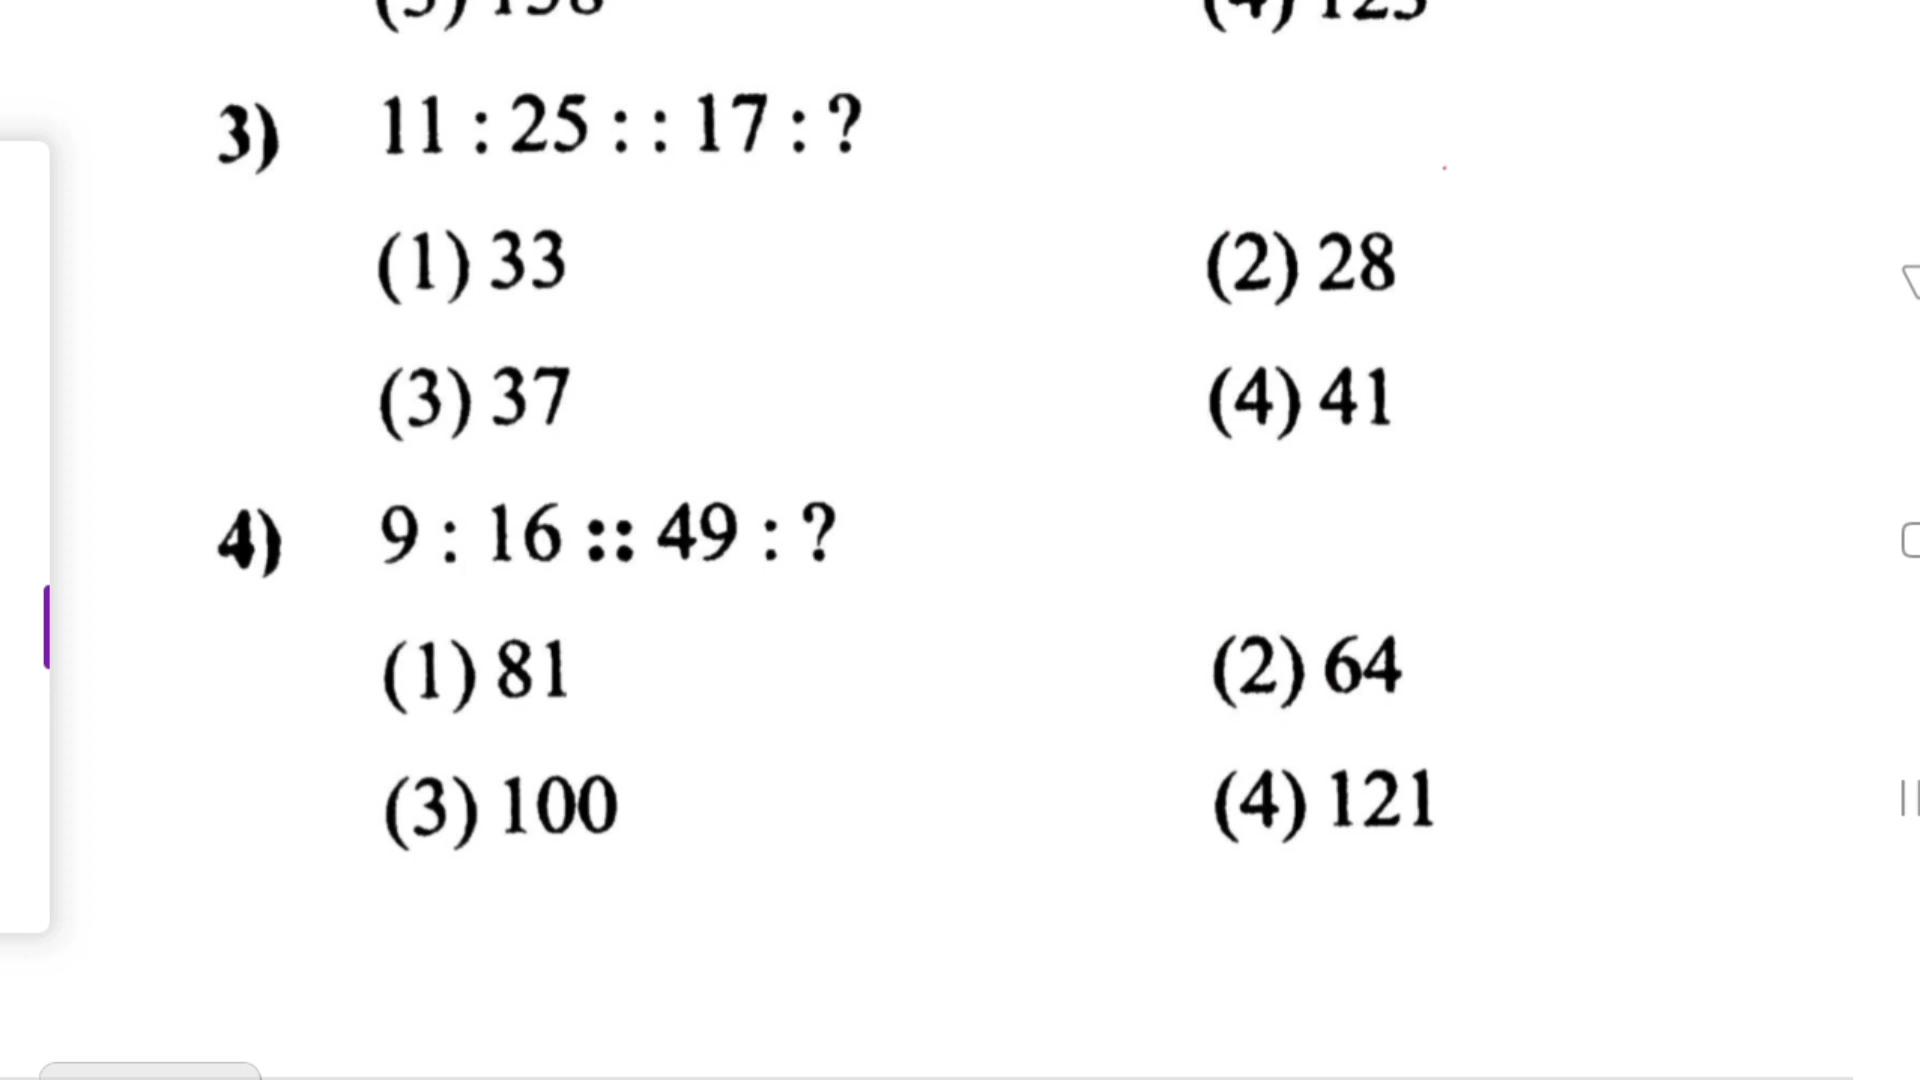 3) 11 : 25 : : 17 : ?
(1) 33 (2) 28
(3) 37 (4) 41
4) 9 : 16 :: 49 : ?
(1) 81 (2) 64
(3) 100 (4) 121